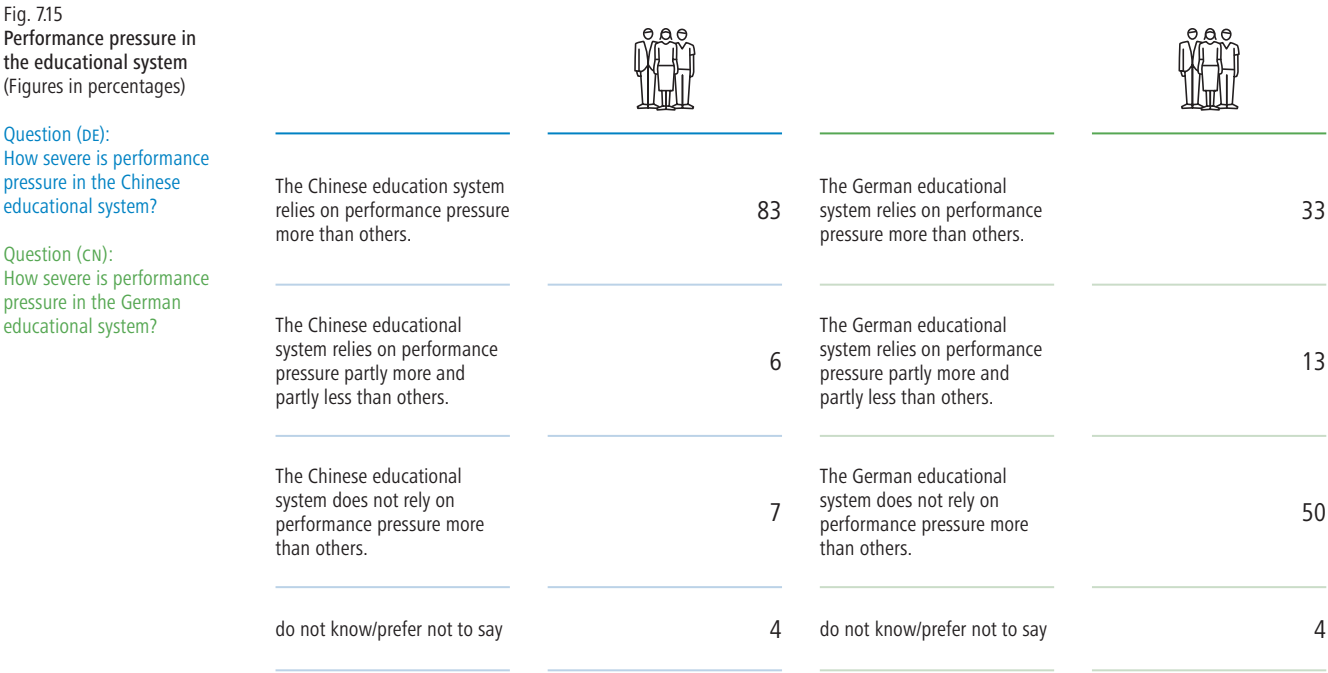 Fig. 7.15
Performance pressure in
the educational system
(Figures in percentages)
Question (DE):
How severe is performance
pressure in the Chinese
educational system?
Question (CN):
How severe is performance
pressure in the German
educational system?
The Chinese education system
relies on performance pressure
more than others.
83
The German educational
system relies on performance
pressure more than others.
33
The Chinese educational
system relies on performance
pressure partly more and
partly less than others.
6
The German educational
system relies on performance
pressure partly more and
partly less than others.
13
The Chinese educational
system does not rely on
performance pressure more
than others.
7
The German educational
system does not rely on
performance pressure more
than others.
50
do not know/prefer not to say
4
do not know/prefer not to say
4